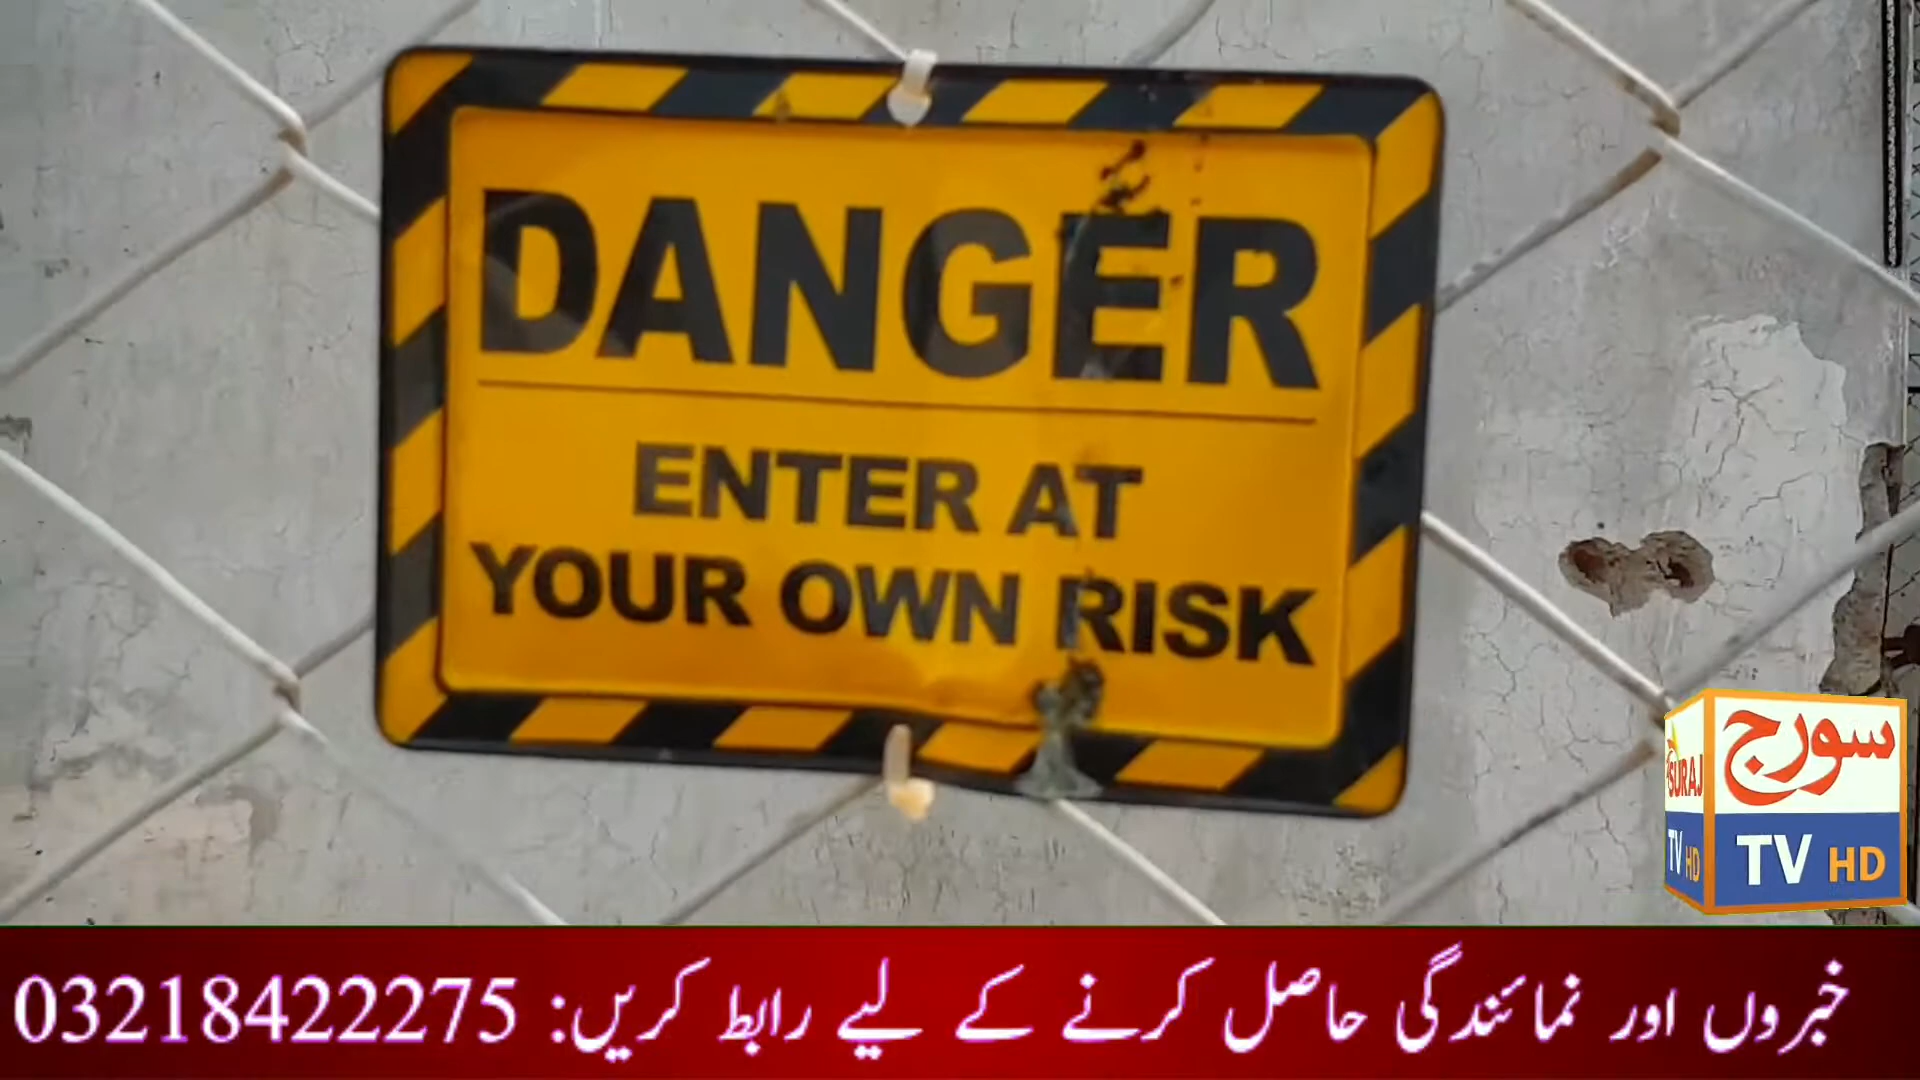 DANGER
ENTER AT
YOUR OWN RISK
سورج
TV HD
SURAJ
TV HD
خبروں اور نمائندگی حاصل کرنے کے لیے رابط کریں: 03218422275